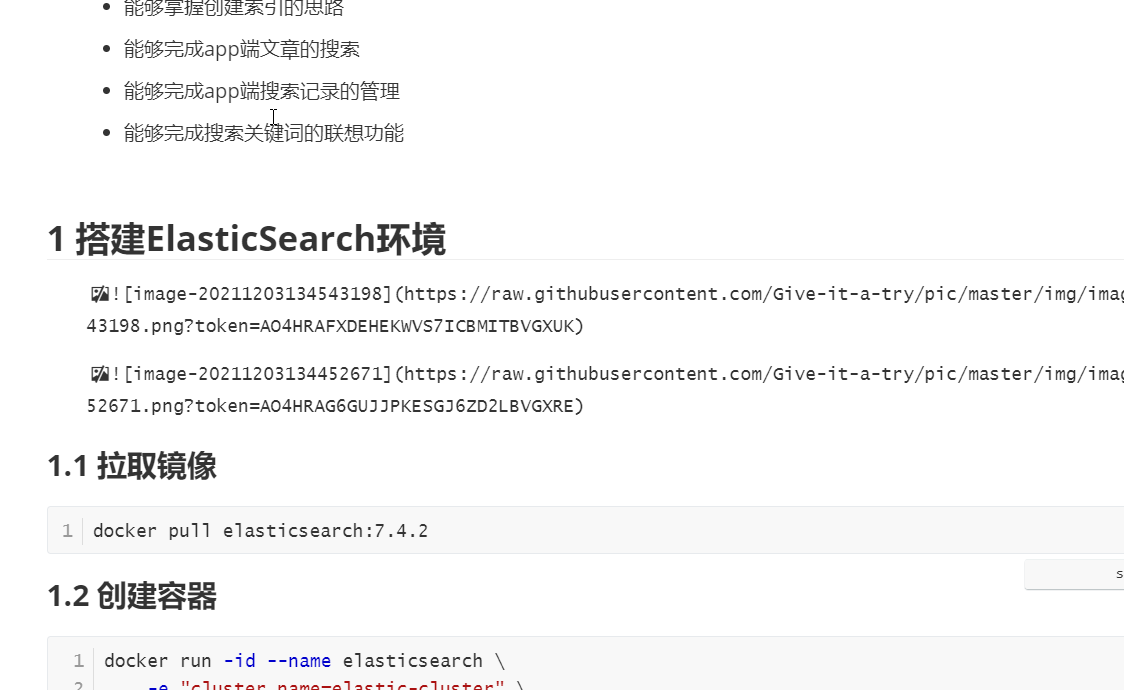 能够掌握创建索引的思路
能够完成app端文章的搜索
能够完成app端搜索记录的管理
能够完成搜索关键词的联想功能
1 搭建ElasticSearch环境
![image-20211203134543198](https://raw.githubusercontent.com/Give-it-a-try/pic/master/img/imag
43198.png?token=AO4HRAFXDEHEKWVS7ICBMITBVGXUK)
![image-20211203134452671](https://raw.githubusercontent.com/Give-it-a-try/pic/master/img/imag
52671.png?token=AO4HRAG6GUJJPKESGJ6ZD2LBVGXRE)
1.1 拉取镜像
1 docker pull elasticsearch:7.4.2
s
1.2 创建容器
1 docker run -id --name elasticsearch \
2 -e "cluster.name=elastic-cluster" \